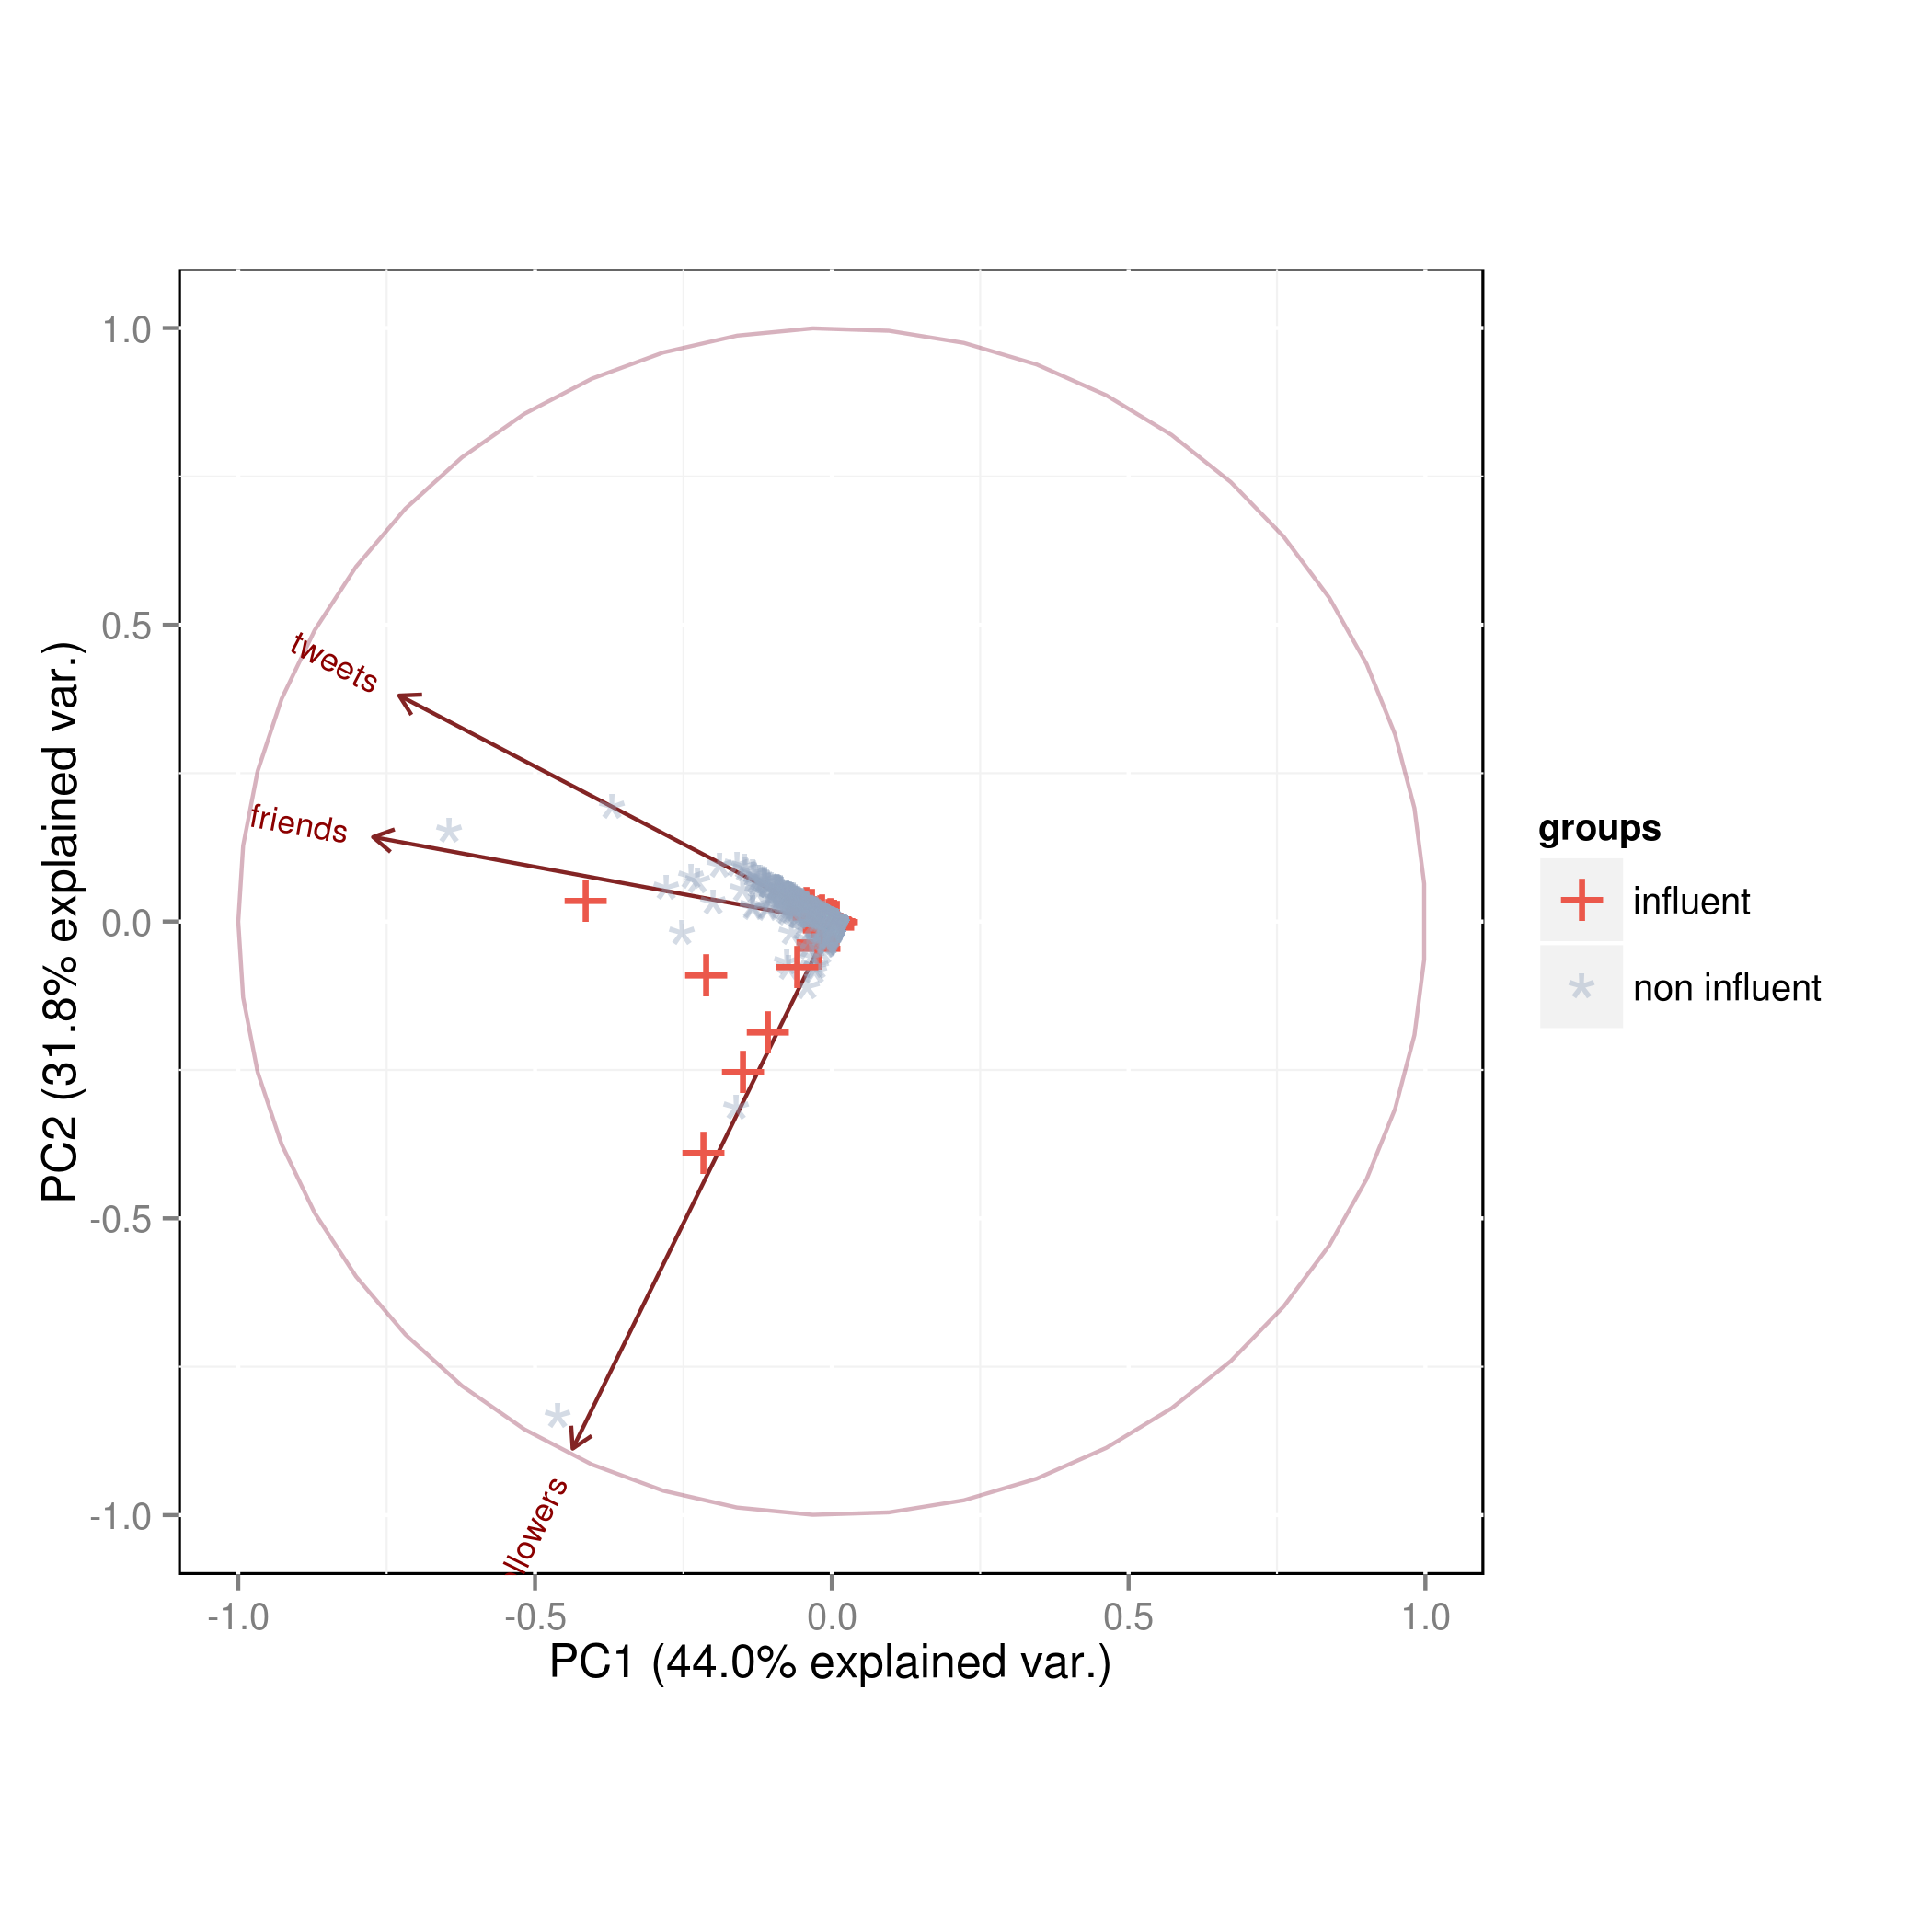 1.0
0.5
0.0
-0.5
-1.0
PC2 (31.8% explained var.)
tweets
friends
llowers
-1.0
-0.5
0.0
0.5
1.0
PC1 (44.0% explained var.)
groups
influent
non influent